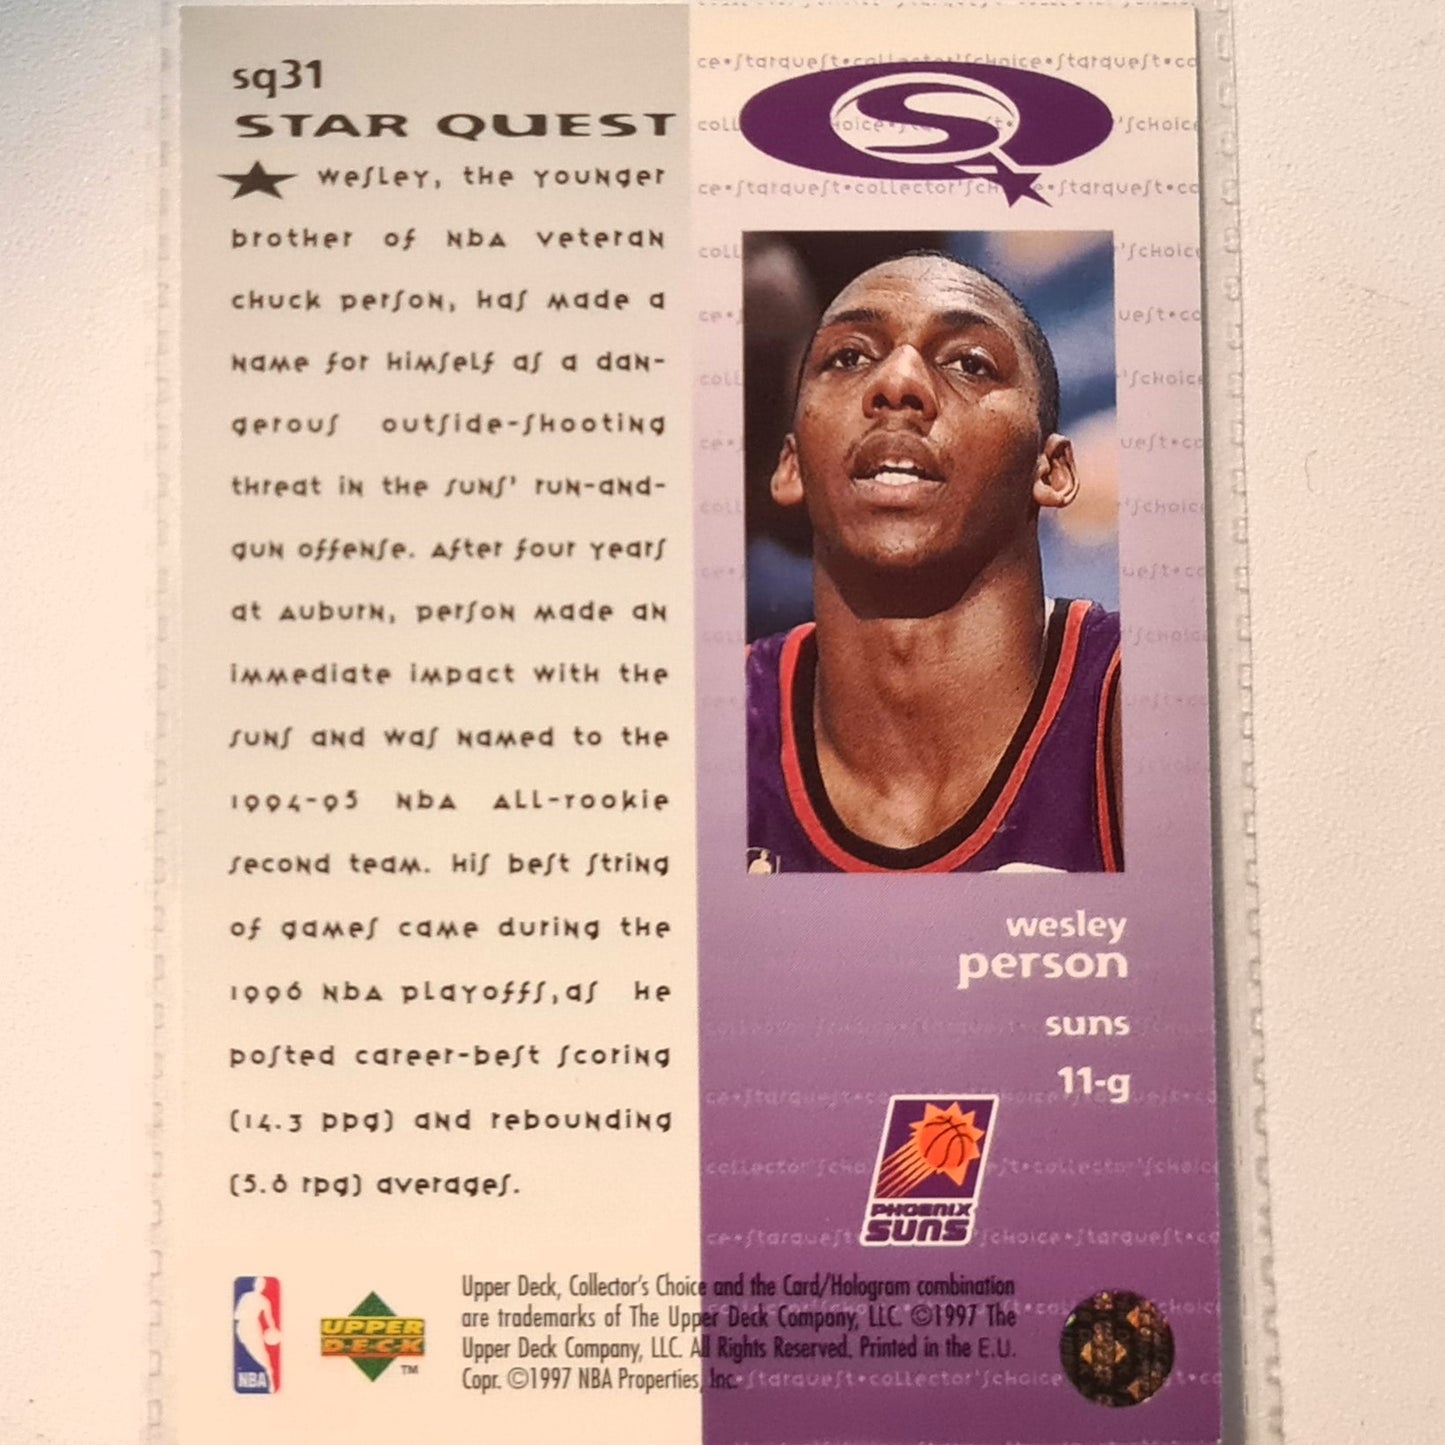 sq31
STAR QUEST
Wesley, the younger
brother of NBA veteran
Chuck Person, has made a
name for himself as a dan-
gerous outside-shooting
threat in the Suns' run-and-
gun offense. After four years
at Auburn, Person made an
immediate impact with the
Suns and was named to the
1994-95 NBA All-Rookie
Second Team. His best string
of games came during the
1996 NBA Playoffs,as he
posted career-best scoring
(14.3 ppg) and rebounding
(5.8 rpg) averages.
SQ
wesley
person
suns
11-g
PHOENIX
SUNS
NBA
UPPER
DECK
TM
Upper Deck, Collector's Choice and the Card/Hologram combination
are trademarks of The Upper Deck Company, LLC. ©1997 The
Upper Deck Company, LLC. All Rights Reserved. Printed in the E.U.
Copr. ©1997 NBA Properties, Inc.